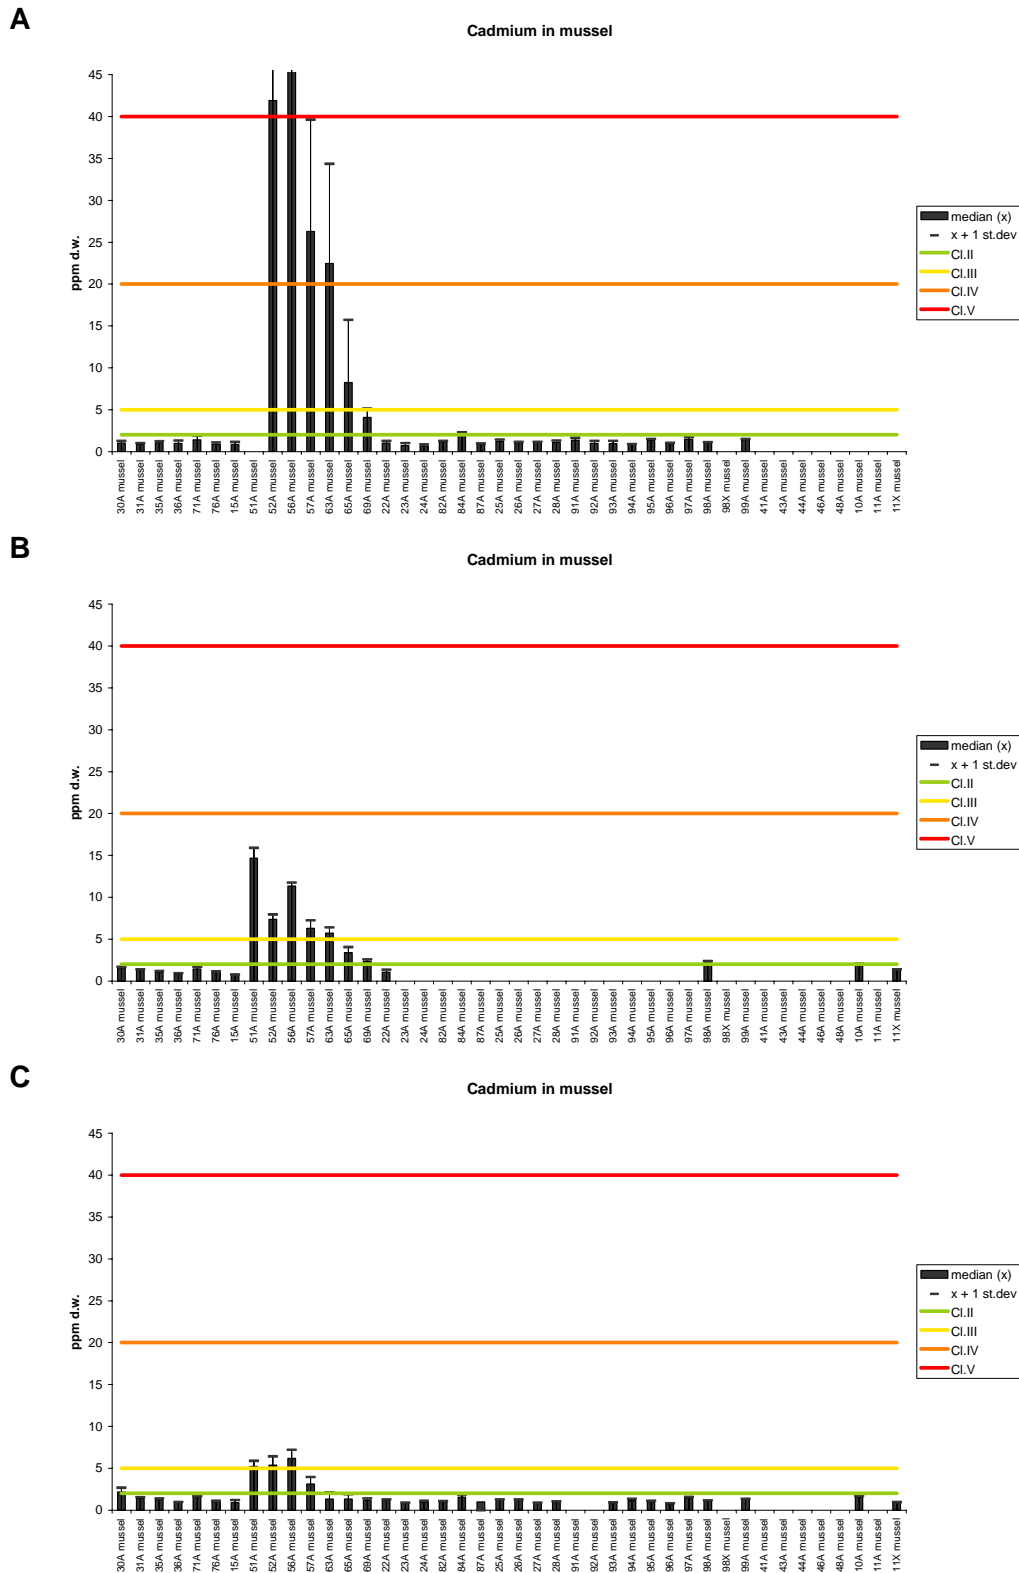 A
Cadmium in mussel
45
40
35
30
25
20
15
10
5
0
ppm d.w.
median (x)
x + 1 st.dev
Cl.II
Cl.III
Cl.IV
Cl.V
30A mussel
31A mussel
35A mussel
36A mussel
71A mussel
76A mussel
15A mussel
51A mussel
52A mussel
56A mussel
57A mussel
63A mussel
65A mussel
69A mussel
22A mussel
23A mussel
24A mussel
82A mussel
84A mussel
87A mussel
25A mussel
26A mussel
27A mussel
28A mussel
91A mussel
92A mussel
93A mussel
94A mussel
95A mussel
96A mussel
97A mussel
98A mussel
98X mussel
99A mussel
41A mussel
43A mussel
44A mussel
46A mussel
48A mussel
10A mussel
11A mussel
11X mussel
B
Cadmium in mussel
45
40
35
30
25
20
15
10
5
0
ppm d.w.
median (x)
x + 1 st.dev
Cl.II
Cl.III
Cl.IV
Cl.V
30A mussel
31A mussel
35A mussel
36A mussel
71A mussel
76A mussel
15A mussel
51A mussel
52A mussel
56A mussel
57A mussel
63A mussel
65A mussel
69A mussel
22A mussel
23A mussel
24A mussel
82A mussel
84A mussel
87A mussel
25A mussel
26A mussel
27A mussel
28A mussel
91A mussel
92A mussel
93A mussel
94A mussel
95A mussel
96A mussel
97A mussel
98A mussel
98X mussel
99A mussel
41A mussel
43A mussel
44A mussel
46A mussel
48A mussel
10A mussel
11A mussel
11X mussel
C
Cadmium in mussel
45
40
35
30
25
20
15
10
5
0
ppm d.w.
median (x)
x + 1 st.dev
Cl.II
Cl.III
Cl.IV
Cl.V
30A mussel
31A mussel
35A mussel
36A mussel
71A mussel
76A mussel
15A mussel
51A mussel
52A mussel
56A mussel
57A mussel
63A mussel
65A mussel
69A mussel
22A mussel
23A mussel
24A mussel
82A mussel
84A mussel
87A mussel
25A mussel
26A mussel
27A mussel
28A mussel
91A mussel
92A mussel
93A mussel
94A mussel
95A mussel
96A mussel
97A mussel
98A mussel
98X mussel
99A mussel
41A mussel
43A mussel
44A mussel
46A mussel
48A mussel
10A mussel
11A mussel
11X mussel